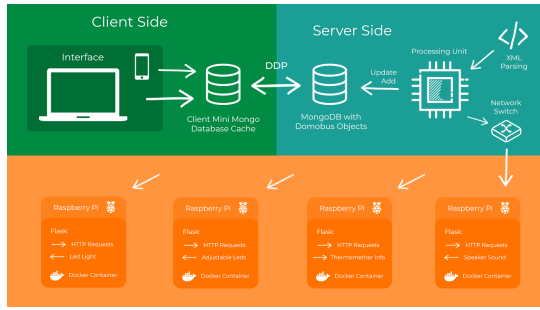 Client Side
Server Side
Interface
Processing Unit
XML
Parsing
DDP
Update
Add
Network
Switch
Client Mini Mongo
Database Cache
MongoDB with
Domobus Objects
Raspberry Pi
Flask:
HTTP Requests
Led Light
Docker Container
Raspberry Pi
Flask:
HTTP Requests
Adjustable Leds
Docker Container
Raspberry Pi
Flask:
HTTP Requests
Thermomether Info
Docker Container
Raspberry Pi
Flask:
HTTP Requests
Speaker Sound
Docker Container